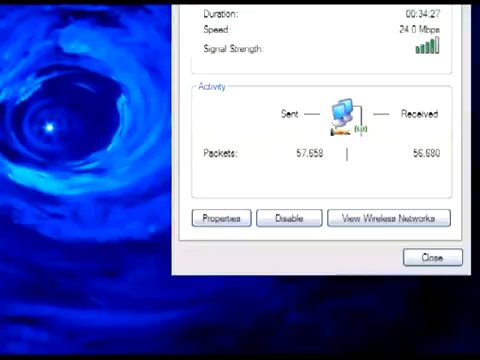 Duration: 00:34:27
Speed: 24.0 Mbps
Signal Strength:
Activity
Sent Received
Packets: 57,658 56,680
Properties Disable View Wireless Networks
Close